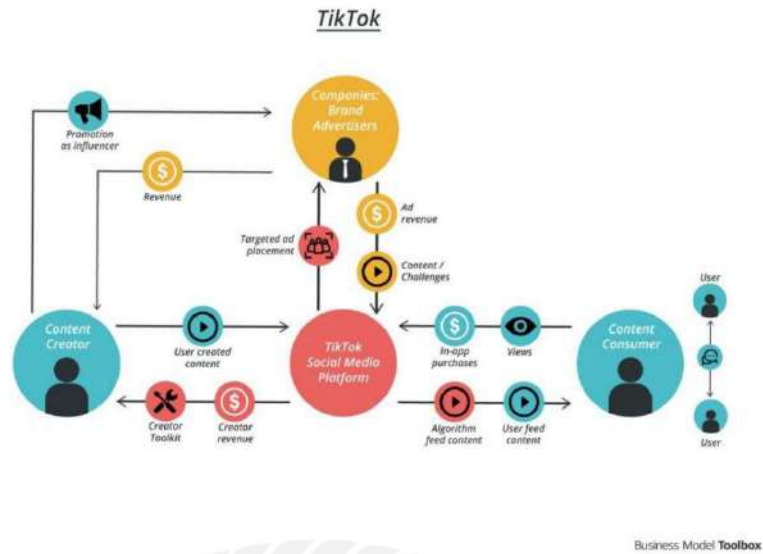 TikTok
Companies:
Brand
Advertisers
Promotion
as influencer
$
Revenue
$
Ad
revenue
Targeted ad
placement
Content /
Challenges
User
Content
Creator
User created
content
TikTok
Social Media
Platform
$
In-app
purchases
Views
Content
Consumer
Creator
Toolkit
$
Creator
revenue
Algorithm
feed content
User feed
content
User
Business Model Toolbox